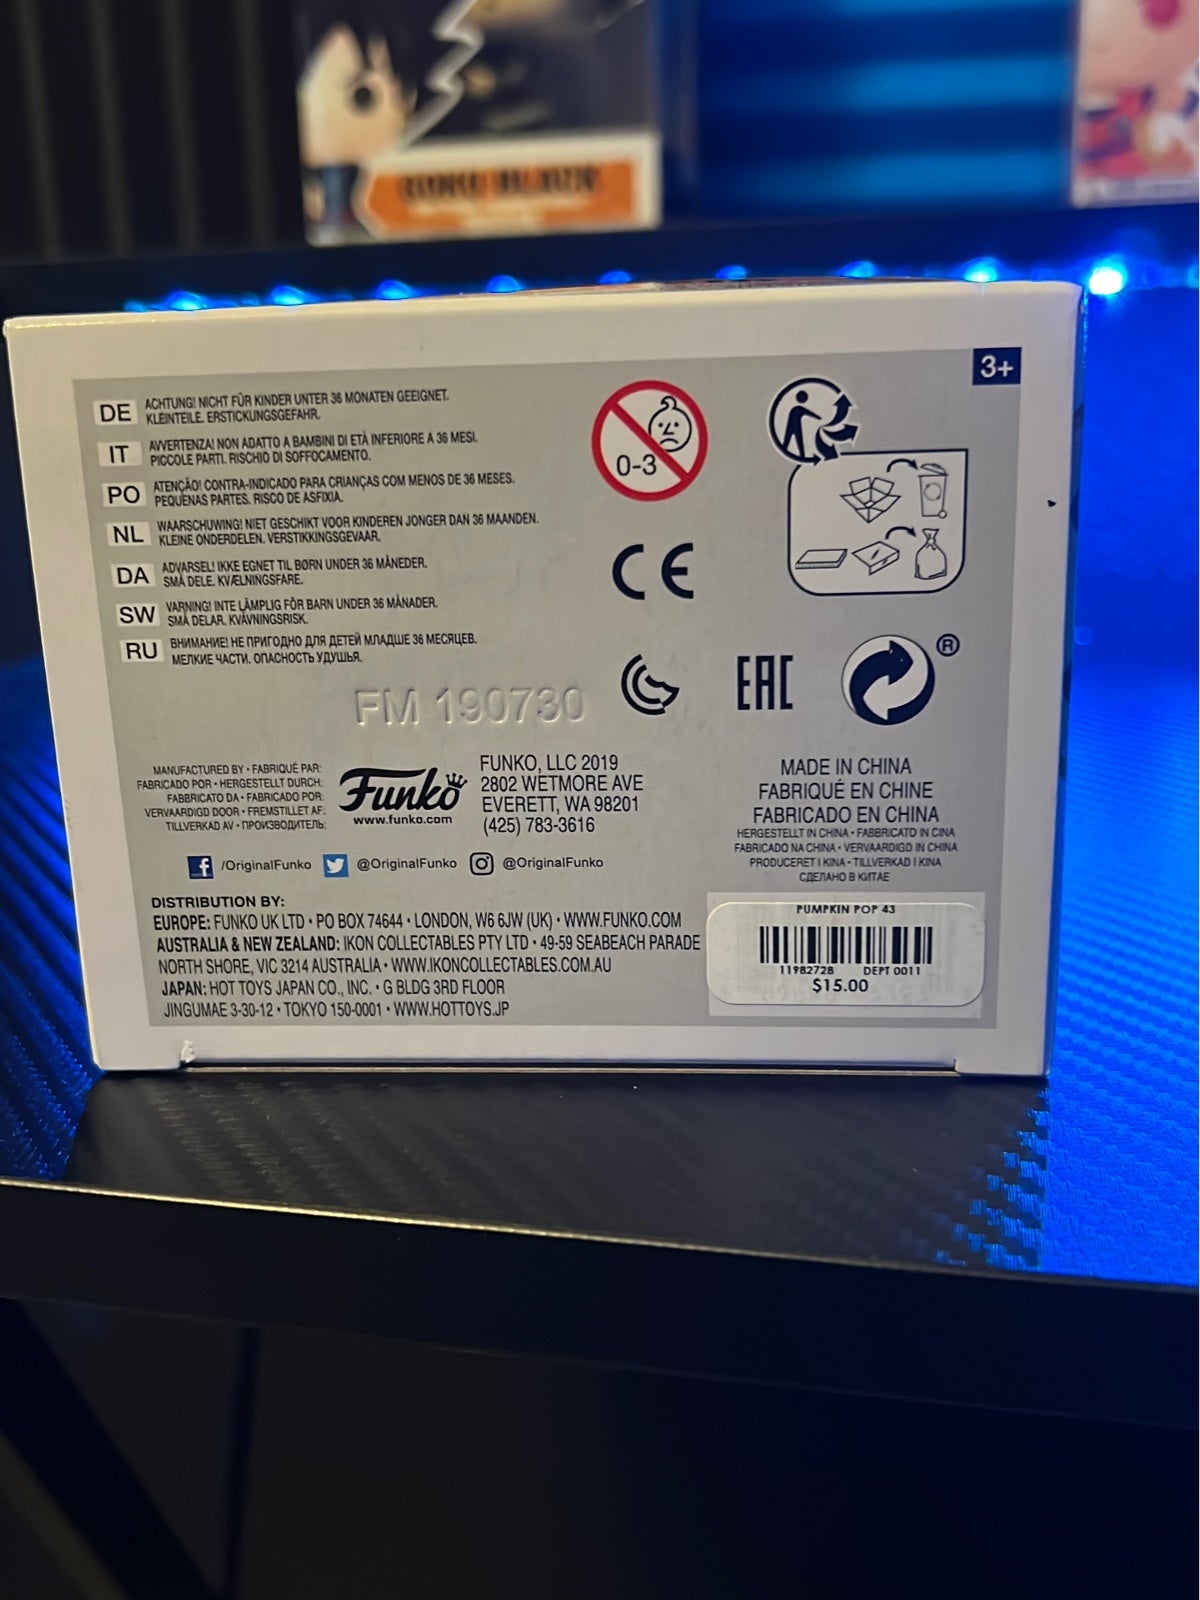 GOKU BLACK
3+
DE
ACHTUNG! NICHT FÜR KINDER UNTER 36 MONATEN GEEIGNET.
KLEINTEILE. ERSTICKUNGSGEFAHR.
IT
AVVERTENZA! NON ADATTO A BAMBINI DI ETÀ INFERIORE A 36 MESI.
PICCOLE PARTI. RISCHIO DI SOFFOCAMENTO.
PO
ATENÇÃO! CONTRA-INDICADO PARA CRIANÇAS COM MENOS DE 36 MESES.
PEQUENAS PARTES. RISCO DE ASFIXIA.
NL
WAARSCHUWING! NIET GESCHIKT VOOR KINDEREN JONGER DAN 36 MAANDEN.
KLEINE ONDERDELEN. VERSTIKKINGSGEVAAR.
DA
ADVARSEL! IKKE EGNET TIL BØRN UNDER 36 MÅNEDER.
SMÅ DELE. KVÆLNINGSFARE.
SW
VARNING! INTE LÄMPLIG FÖR BARN UNDER 36 MÅNADER.
SMÅ DELAR. KVÄVNINGSRISK.
RU
ВНИМАНИЕ! НЕ ПРИГОДНО ДЛЯ ДЕТЕЙ МЛАДШЕ 36 МЕСЯЦЕВ.
МЕЛКИЕ ЧАСТИ. ОПАСНОСТЬ УДУШЬЯ.
0-3
CE
EAC
®
FM 190730
MANUFACTURED BY • FABRIQUÉ PAR:
FABRICADO POR • HERGESTELLT DURCH:
FABBRICATO DA • FABRICADO POR:
VERVAARDIGD DOOR • FREMSTILLET AF:
TILLVERKAD AV • ПРОИЗВОДИТЕЛЬ:
Funko
www.funko.com
FUNKO, LLC 2019
2802 WETMORE AVE
EVERETT, WA 98201
(425) 783-3616
MADE IN CHINA
FABRIQUÉ EN CHINE
FABRICADO EN CHINA
HERGESTELLT IN CHINA • FABBRICATO IN CINA
FABRICADO NA CHINA • VERVAARDIGD IN CHINA
PRODUCERET I KINA • TILLVERKAD I KINA
СДЕЛАНО В КИТАЕ
/OriginalFunko @OriginalFunko @OriginalFunko
DISTRIBUTION BY:
EUROPE: FUNKO UK LTD • PO BOX 74644 • LONDON, W6 6JW (UK) • WWW.FUNKO.COM
AUSTRALIA & NEW ZEALAND: IKON COLLECTABLES PTY LTD • 49-59 SEABEACH PARADE
NORTH SHORE, VIC 3214 AUSTRALIA • WWW.IKONCOLLECTABLES.COM.AU
JAPAN: HOT TOYS JAPAN CO., INC. • G BLDG 3RD FLOOR
JINGUMAE 3-30-12 • TOKYO 150-0001 • WWW.HOTTOYS.JP
PUMPKIN POP 43
11982728 DEPT 0011
$15.00